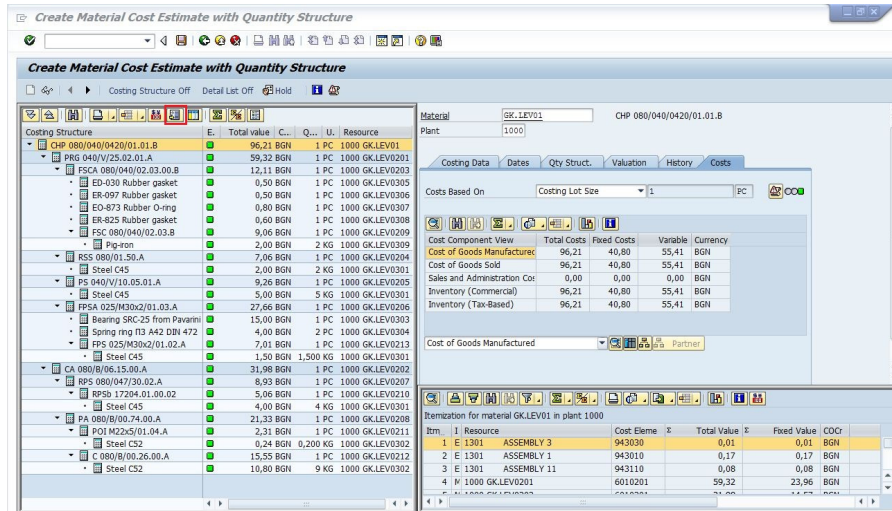 Create Material Cost Estimate with Quantity Structure
Create Material Cost Estimate with Quantity Structure
Costing Structure Off Detail List Off Hold
Costing Structure E. Total value C... Q... U. Resource
CHP 080/040/0420/01.01.B 96,21 BGN 1 PC 1000 GK.LEV01
PRG 040/V/25.02.01.A 59,32 BGN 1 PC 1000 GK.LEV0201
FSCA 080/040/02.03.00.B 12,11 BGN 1 PC 1000 GK.LEV0203
ED-030 Rubber gasket 0,50 BGN 1 PC 1000 GK.LEV0305
ER-097 Rubber gasket 0,50 BGN 1 PC 1000 GK.LEV0306
EO-873 Rubber O-ring 0,80 BGN 1 PC 1000 GK.LEV0307
ER-825 Rubber gasket 0,60 BGN 1 PC 1000 GK.LEV0308
FSC 080/040/02.03.B 9,06 BGN 1 PC 1000 GK.LEV0209
Pig-iron 2,00 BGN 2 KG 1000 GK.LEV0309
RSS 080/01.50.A 7,06 BGN 1 PC 1000 GK.LEV0204
Steel C45 2,00 BGN 2 KG 1000 GK.LEV0301
PS 040/V/10.05.01.A 9,26 BGN 1 PC 1000 GK.LEV0205
Steel C45 5,00 BGN 5 KG 1000 GK.LEV0301
FPSA 025/M30x2/01.03.A 27,66 BGN 1 PC 1000 GK.LEV0206
Bearing SRC-25 from Pavarini 15,00 BGN 1 PC 1000 GK.LEV0303
Spring ring П3 A42 DIN 472 4,00 BGN 2 PC 1000 GK.LEV0304
FPS 025/M30x2/01.02.A 7,01 BGN 1 PC 1000 GK.LEV0213
Steel C45 1,50 BGN 1,500 KG 1000 GK.LEV0301
CA 080/B/06.15.00.A 31,98 BGN 1 PC 1000 GK.LEV0202
RPS 080/047/30.02.A 8,93 BGN 1 PC 1000 GK.LEV0207
RPSb 17204.01.00.02 5,06 BGN 1 PC 1000 GK.LEV0210
Steel C45 4,00 BGN 4 KG 1000 GK.LEV0301
PA 080/B/00.74.00.A 21,33 BGN 1 PC 1000 GK.LEV0208
POI M22x5/01.04.A 2,31 BGN 1 PC 1000 GK.LEV0211
Steel C52 0,24 BGN 0,200 KG 1000 GK.LEV0302
C 080/B/00.26.00.A 15,55 BGN 1 PC 1000 GK.LEV0212
Steel C52 10,80 BGN 9 KG 1000 GK.LEV0302
Material GK.LEV01 CHP 080/040/0420/01.01.B
Plant 1000
Costing Data Dates Qty Struct. Valuation History Costs
Costs Based On Costing Lot Size 1 PC
Cost Component View Total Costs Fixed Costs Variable Currency
Cost of Goods Manufactured 96,21 40,80 55,41 BGN
Cost of Goods Sold 96,21 40,80 55,41 BGN
Sales and Administration Cos 0,00 0,00 0,00 BGN
Inventory (Commercial) 96,21 40,80 55,41 BGN
Inventory (Tax-Based) 96,21 40,80 55,41 BGN
Cost of Goods Manufactured Partner
Itemization for material GK.LEV01 in plant 1000
Itm... I Resource Cost Eleme Σ Total Value Σ Fixed Value COCr
1 E 1301 ASSEMBLY 3 943030 0,01 0,01 BGN
2 E 1301 ASSEMBLY 1 943010 0,17 0,17 BGN
3 E 1301 ASSEMBLY 11 943110 0,08 0,08 BGN
4 M 1000 GK.LEV0201 6010201 59,32 23,96 BGN